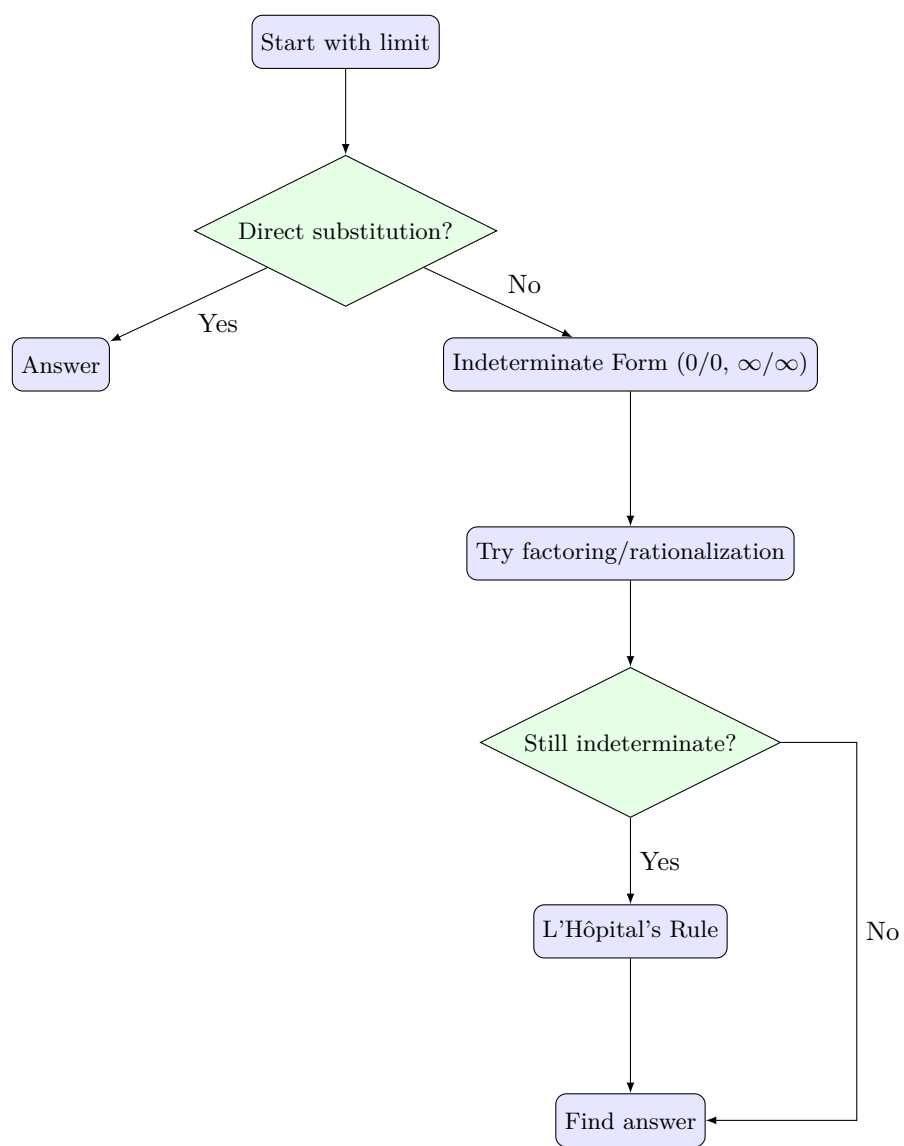 Start with limit
Direct substitution?
No
Yes
Answer
Indeterminate Form (0/0, ∞/∞)
Try factoring/rationalization
Still indeterminate?
Yes
L'Hôpital's Rule
No
Find answer